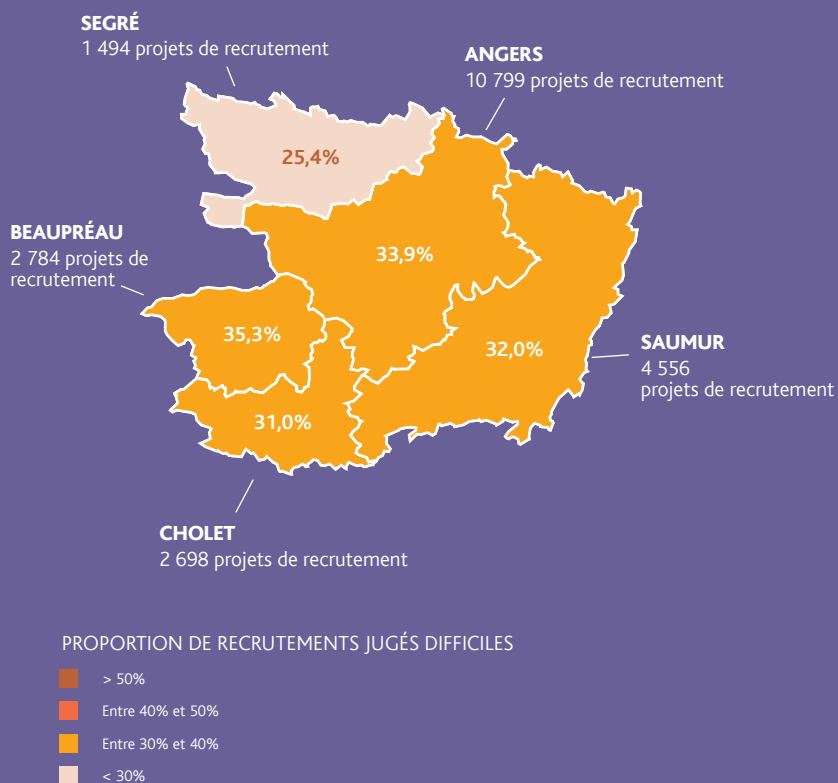 SEGRÉ
1 494 projets de recrutement
ANGERS
10 799 projets de recrutement
25,4%
BEAUPRÉAU
2 784 projets de
recrutement
33,9%
35,3%
32,0%
SAUMUR
4 556
projets de recrutement
31,0%
CHOLET
2 698 projets de recrutement
PROPORTION DE RECRUTEMENTS JUGÉS DIFFICILES
> 50%
Entre 40% et 50%
Entre 30% et 40%
< 30%